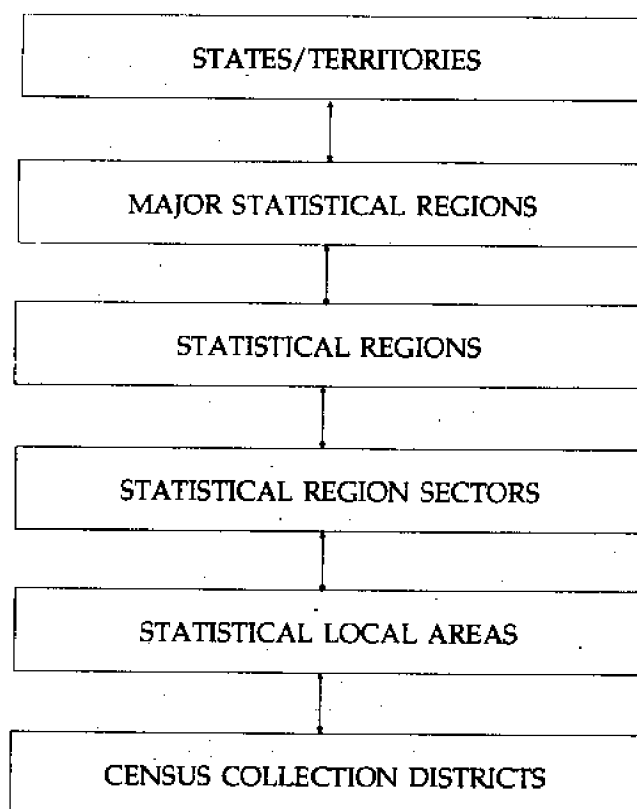 STATES/TERRITORIES
MAJOR STATISTICAL REGIONS
STATISTICAL REGIONS
STATISTICAL REGION SECTORS
STATISTICAL LOCAL AREAS
CENSUS COLLECTION DISTRICTS